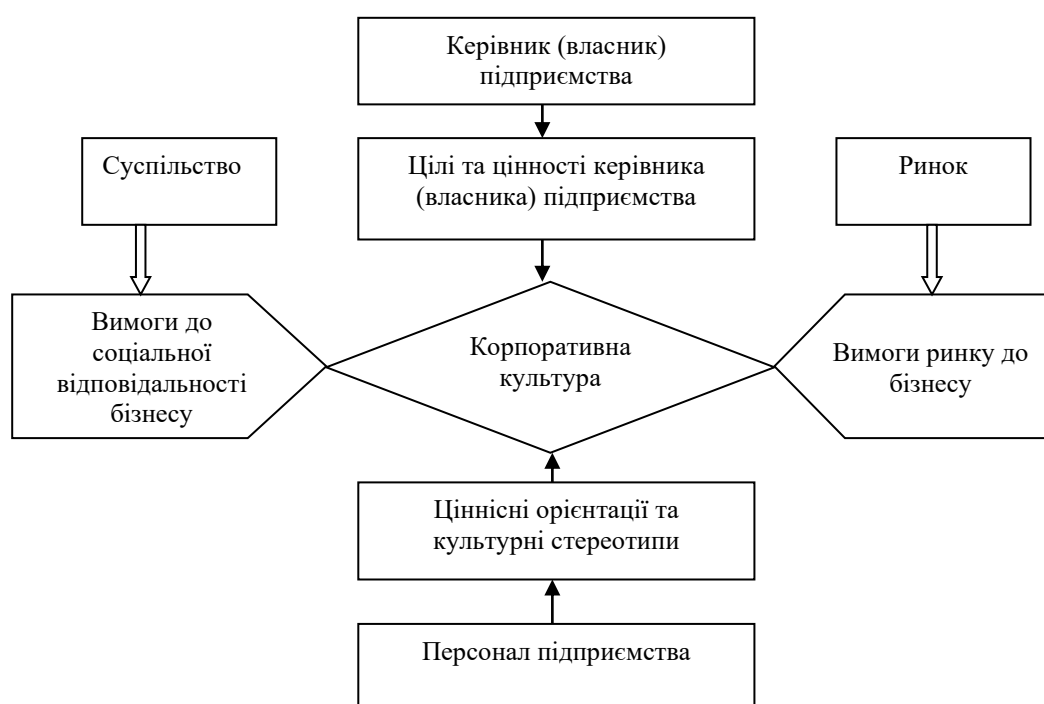 Керівник (власник)
підприємства
Суспільство
Цілі та цінності керівника
(власника) підприємства
Ринок
Вимоги до
соціальної
відповідальності
бізнесу
Корпоративна
культура
Вимоги ринку до
бізнесу
Ціннісні орієнтації та
культурні стереотипи
Персонал підприємства